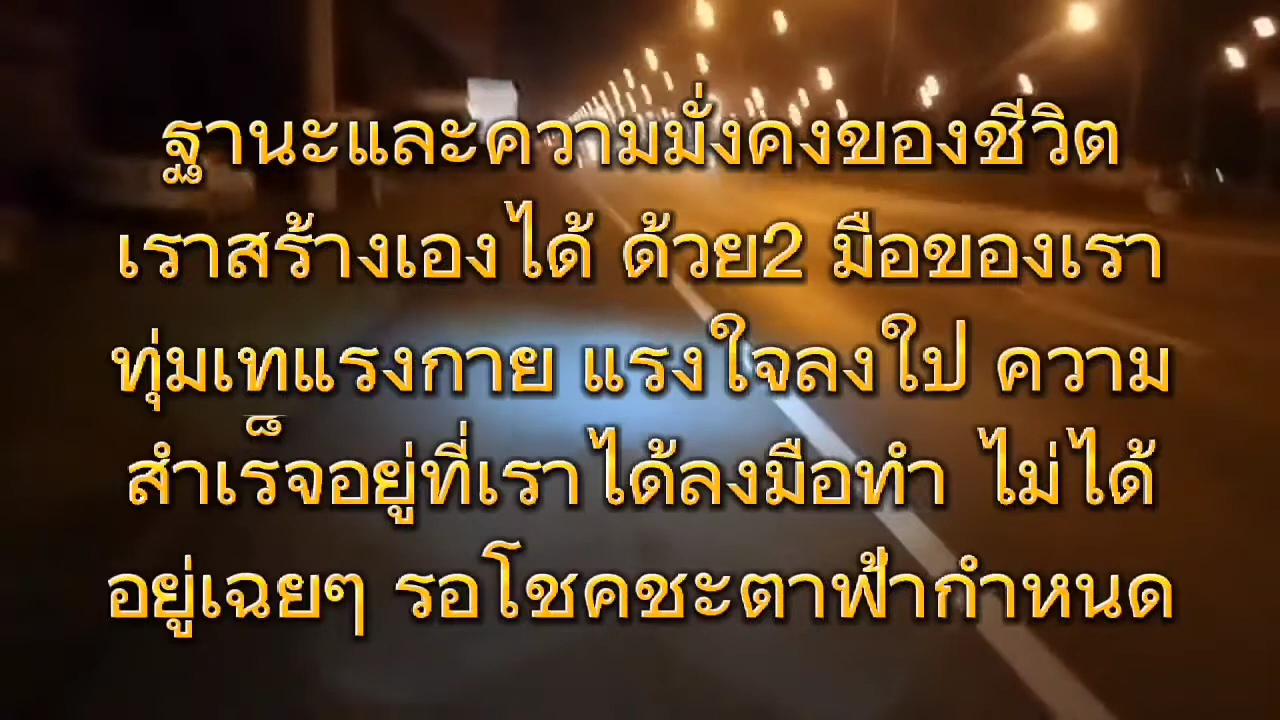 ฐานะและความมั่งคงของชีวิต
เราสร้างเองได้ ด้วย2 มือของเรา
ทุ่มเทแรงกาย แรงใจลงใป ความ
สำเร็จอยู่ที่เราได้ลงมือทำ ไม่ได้
อยู่เฉยๆ รอโชคชะตาฟ้ากำหนด